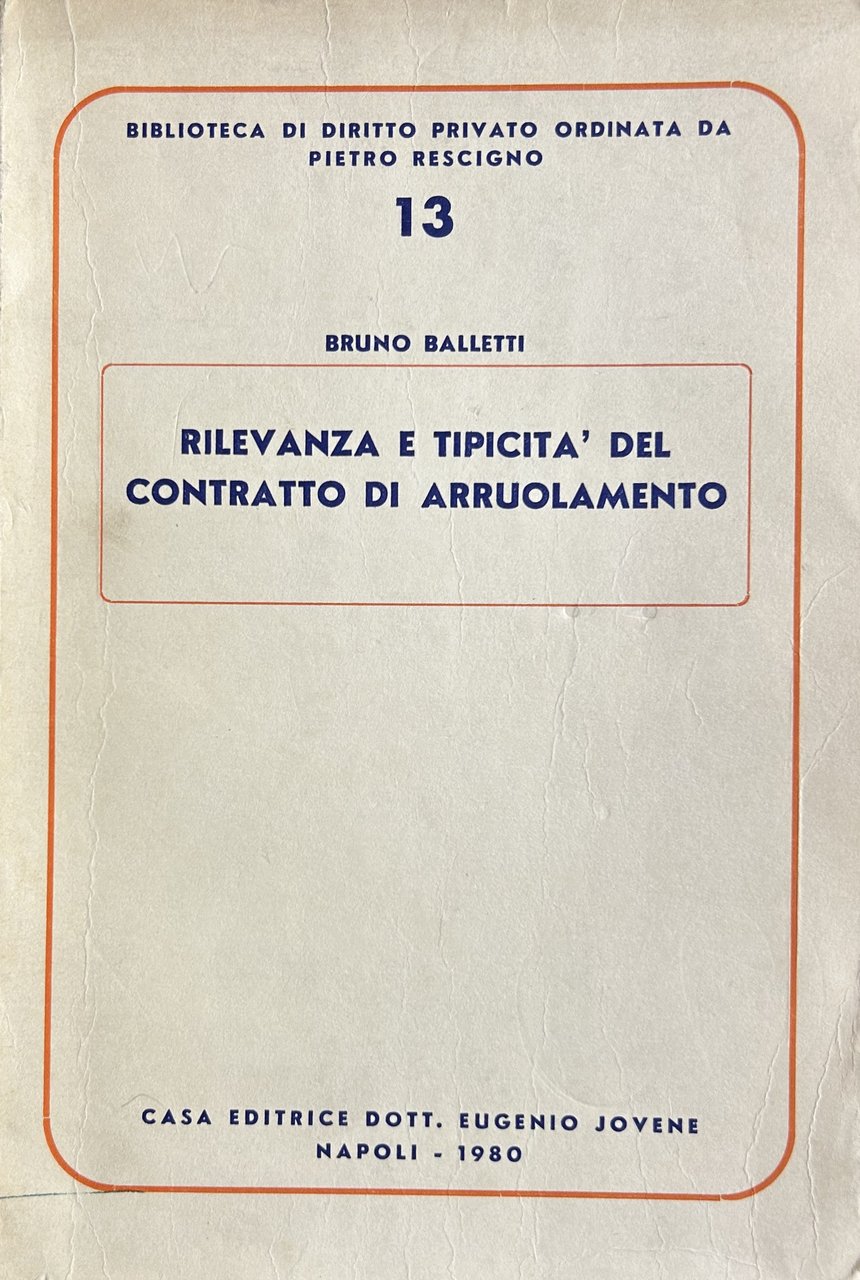 BIBLIOTECA DI DIRITTO PRIVATO ORDINATA DA
PIETRO RESCIGNO
13
BRUNO BALLETTI
RILEVANZA E TIPICITA' DEL
CONTRATTO DI ARRUOLAMENTO
CASA EDITRICE DOTT. EUGENIO JOVENE
NAPOLI - 1980